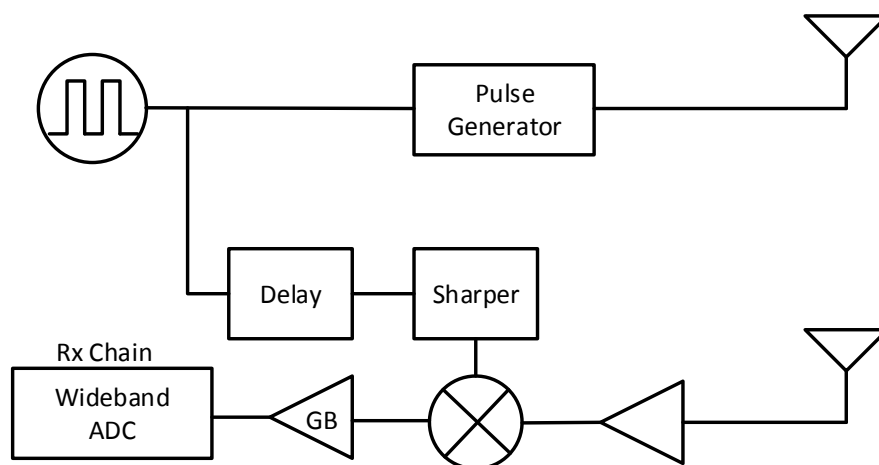 Pulse
Generator
Delay
Sharper
Rx Chain
Wideband
ADC
GB